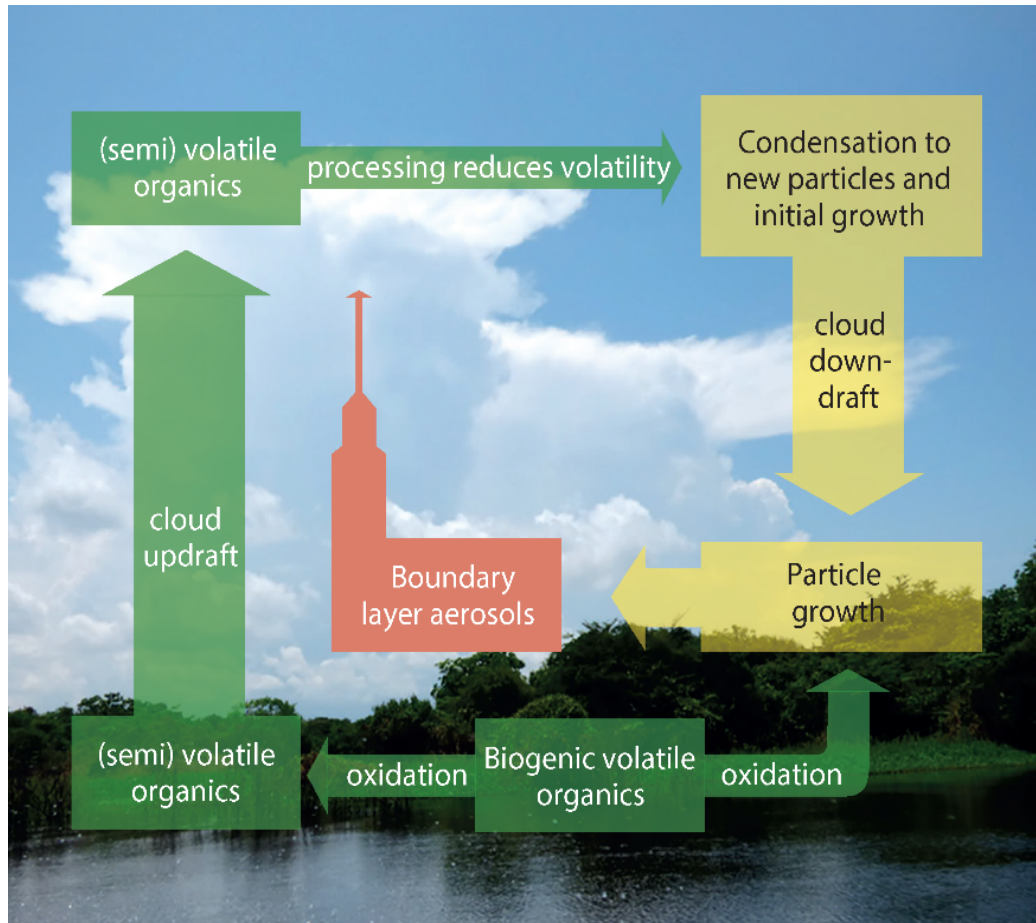 (semi) volatile
organics
processing reduces volatility
Condensation to
new particles and
initial growth
cloud
down-
draft
cloud
updraft
Boundary
layer aerosols
Particle
growth
(semi) volatile
organics
oxidation
Biogenic volatile
organics
oxidation